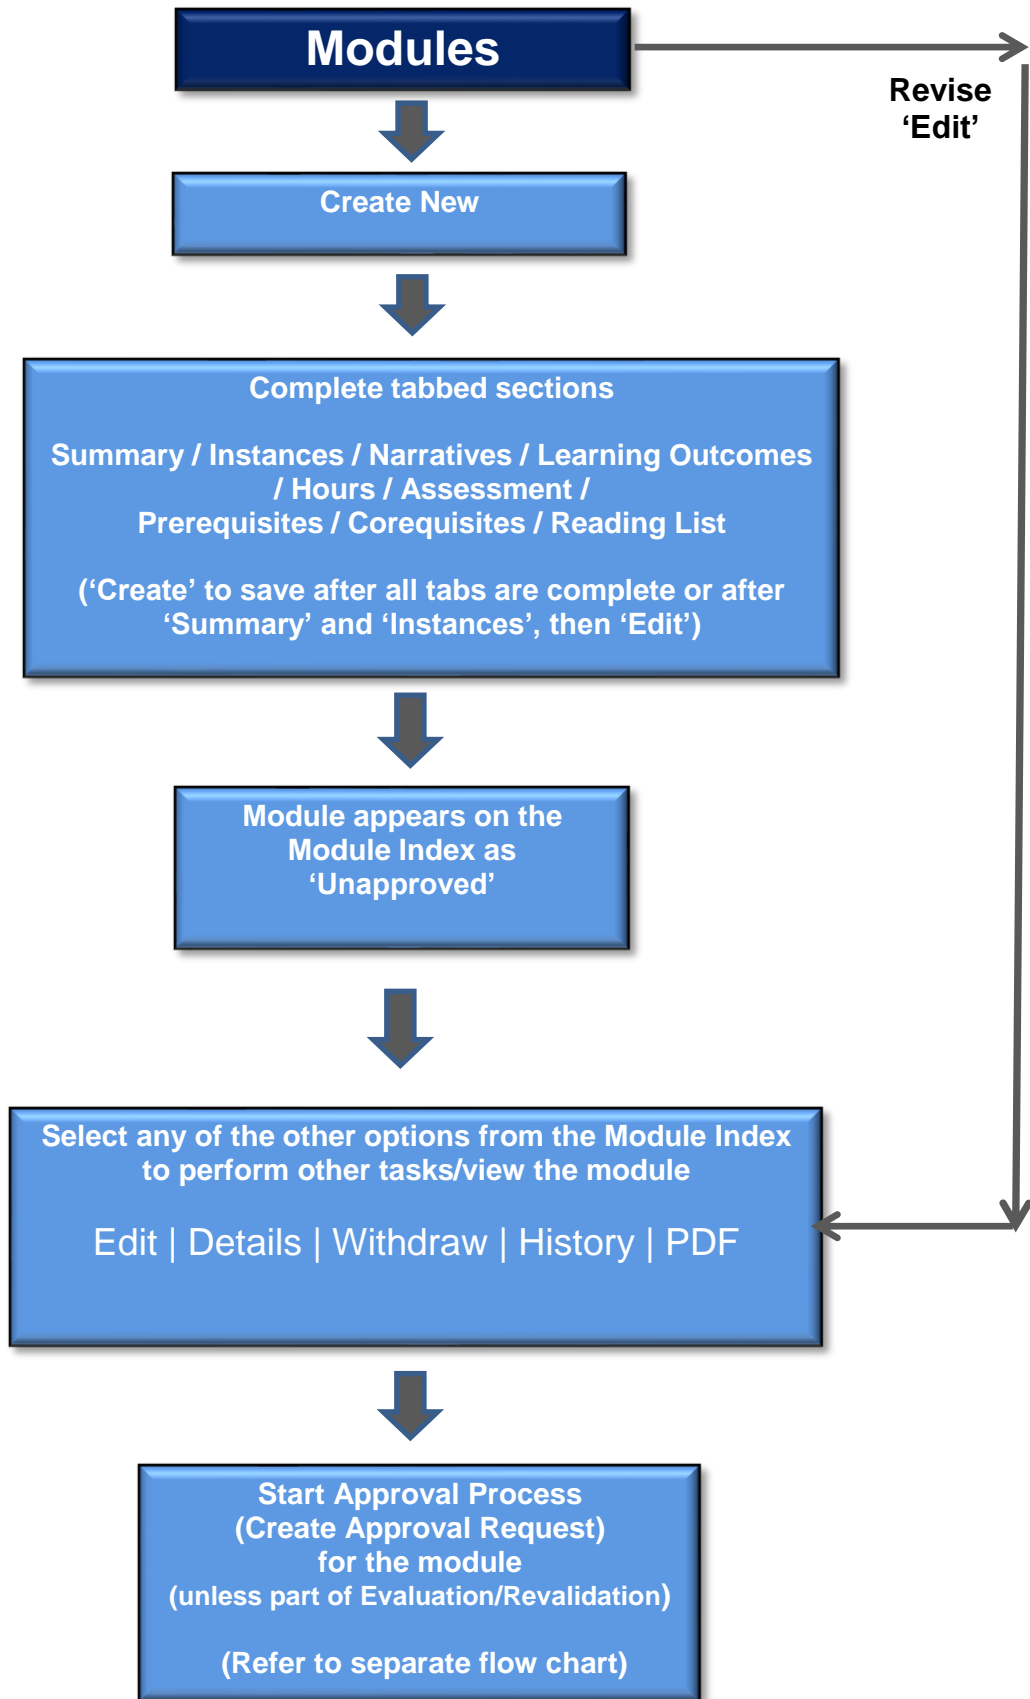 Modules
Revise
‘Edit’
Create New
Complete tabbed sections
Summary / Instances / Narratives / Learning Outcomes
/ Hours / Assessment /
Prerequisites / Corequisites / Reading List
(‘Create’ to save after all tabs are complete or after
‘Summary’ and ‘Instances’, then ‘Edit’)
Module appears on the
Module Index as
‘Unapproved’
Select any of the other options from the Module Index
to perform other tasks/view the module
Edit | Details | Withdraw | History | PDF
Start Approval Process
(Create Approval Request)
for the module
(unless part of Evaluation/Revalidation)
(Refer to separate flow chart)